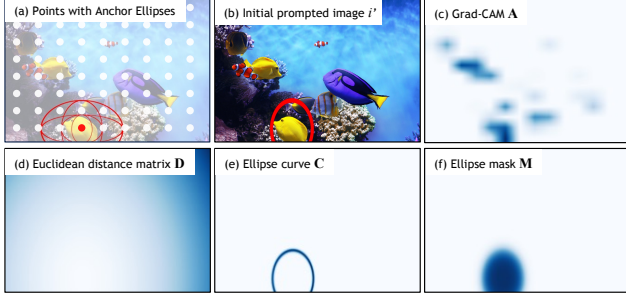 (a) Points with Anchor Ellipses
(b) Initial prompted image i'
(c) Grad-CAM A
(d) Euclidean distance matrix D
(e) Ellipse curve C
(f) Ellipse mask M